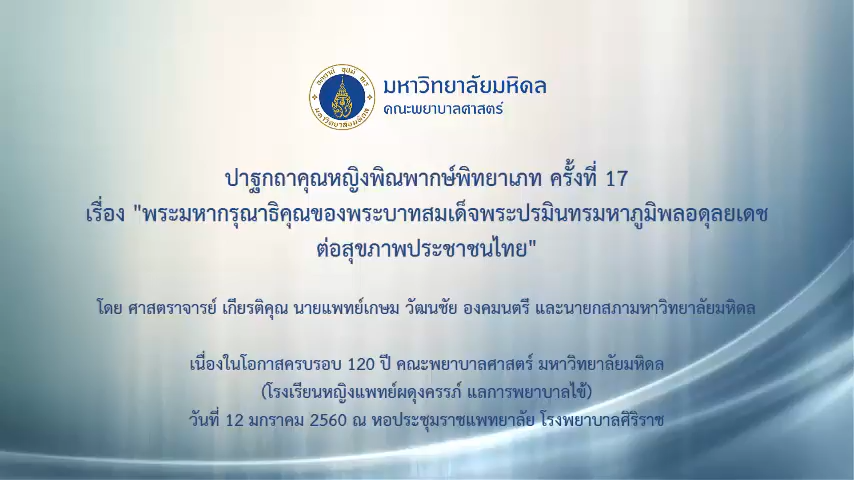 มหาวิทยาลัยมหิดล
คณะพยาบาลศาสตร์
ปาฐกถาคุณหญิงพิณพากย์พิทยาเภท ครั้งที่ 17
เรื่อง "พระมหากรุณาธิคุณของพระบาทสมเด็จพระปรมินทรมหาภูมิพลอดุลยเดช
ต่อสุขภาพประชาชนไทย"
โดย ศาสตราจารย์ เกียรติคุณ นายแพทย์เกษม วัฒนชัย องคมนตรี และนายกสภามหาวิทยาลัยมหิดล
เนื่องในโอกาสครบรอบ 120 ปี คณะพยาบาลศาสตร์ มหาวิทยาลัยมหิดล
(โรงเรียนหญิงแพทย์ผดุงครรภ์ แลการพยาบาลไข้)
วันที่ 12 มกราคม 2560 ณ หอประชุมราชแพทยาลัย โรงพยาบาลศิริราช